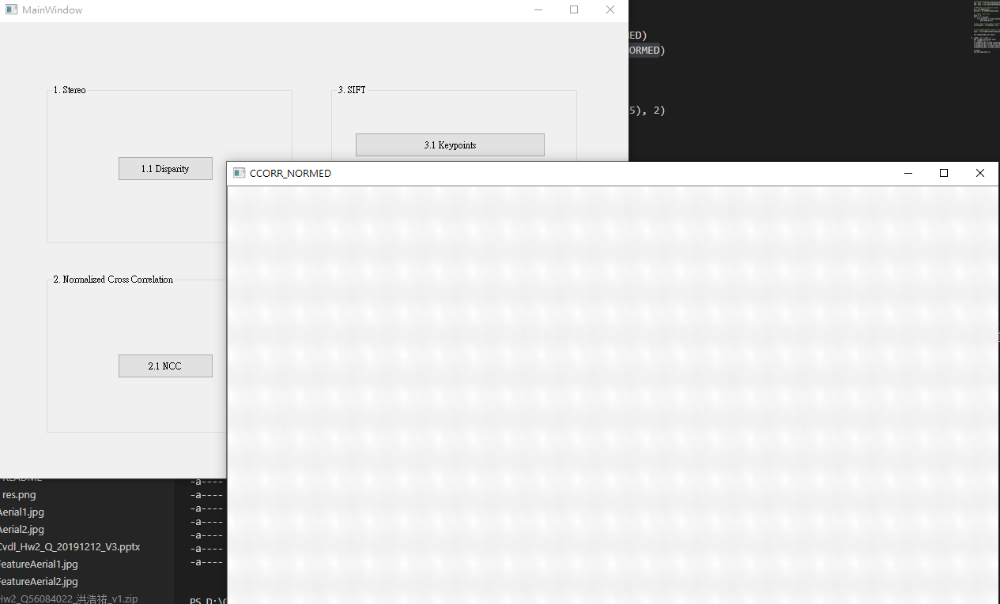 MainWindow
ED)
ORMED)
5), 2)
1. Stereo
3. SIFT
3.1 Keypoints
1.1 Disparity
CCORR_NORMED
2. Normalized Cross Correlation
2.1 NCC
README
-a----
res.png
-a----
Aerial1.jpg
-a----
Aerial2.jpg
-a----
Cvdl_Hw2_Q_20191212_V3.pptx
-a----
FeatureAerial1.jpg
-a----
FeatureAerial2.jpg
-a----
Hw2_Q56084022_洪浩祐_v1.zip
PS D:\